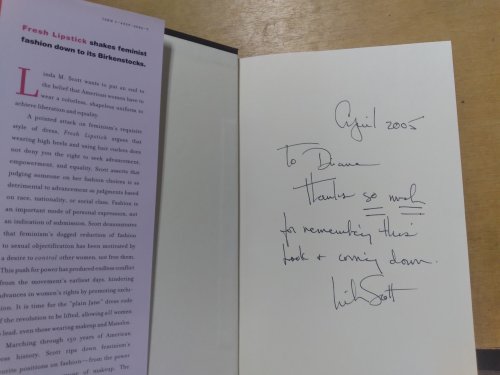 Fresh Lipstick shakes feminist
fashion down to its Birkenstocks.
Linda M. Scott wants to put an end to
the belief that American women have to
wear a colorless, shapeless uniform to
achieve liberation and equality.
A pointed attack on feminism's requisite
style of dress, Fresh Lipstick argues that
wearing high heels and using hair curlers does
not deny you the right to seek advancement,
empowerment, and equality. Scott asserts that
judging someone on her fashion choices is as
detrimental to advancement as judgments based
on race, nationality, or social class. Fashion is
an important mode of personal expression, not
an indication of submission. Scott demonstrates
that feminism's dogged reduction of fashion
to sexual objectification has been motivated by
a desire to control other women, not free them.
This push for power has produced endless conflict
from the movement's earliest days, hindering
advances in women's rights by promoting exclu-
sion. It is time for the "plain Jane" dress code
of the revolution to be lifted, allowing all women
to lead, even those wearing makeup and Manolos.
Marching through 150 years of American
history, Scott rips down feminism's
favorite positions on fashion—from the power
of makeup. The
April 2005
To Diane
Thanks so much
for remembering this
book + coming down.
Linda Scott